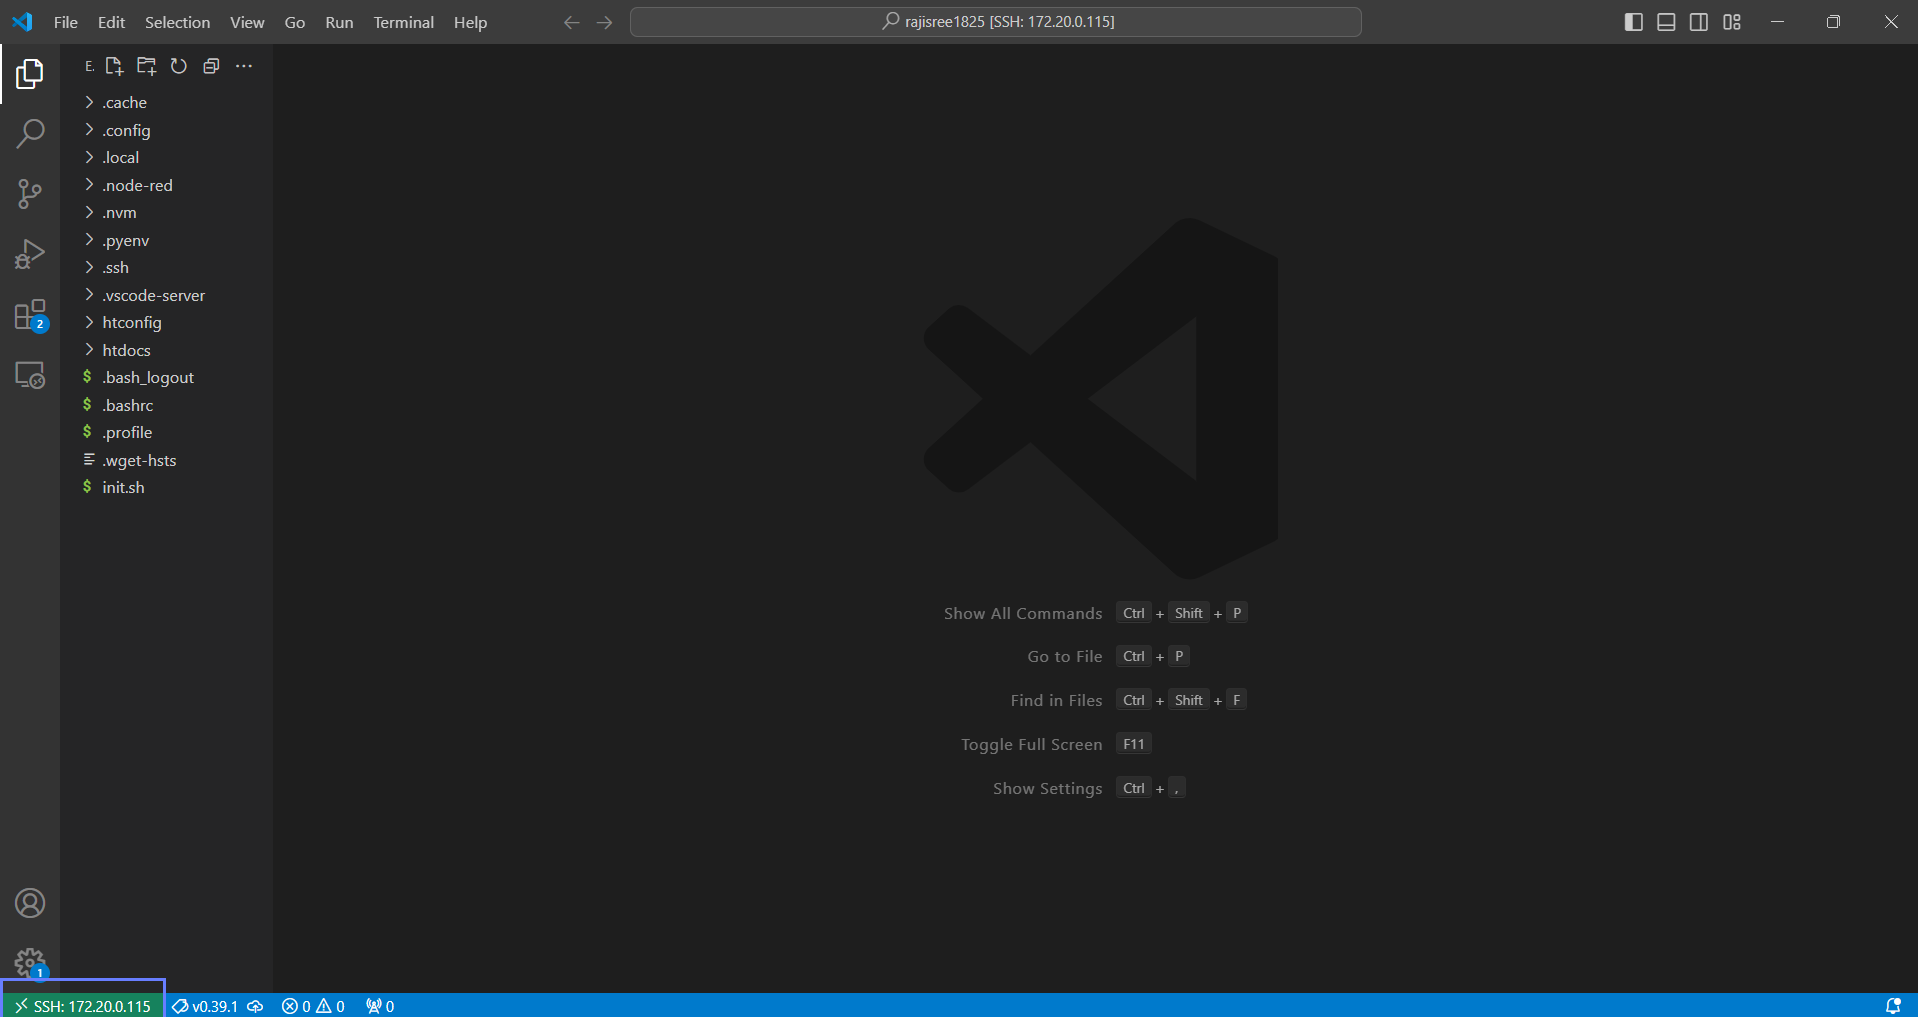 File Edit Selection View Go Run Terminal Help
rajisree1825 [SSH: 172.20.0.115]
E.
.cache
.config
.local
.node-red
.nvm
.pyenv
.ssh
.vscode-server
2
htconfig
htdocs
$ .bash_logout
$ .bashrc
$ .profile
.wget-hsts
$ init.sh
Show All Commands Ctrl + Shift + P
Go to File Ctrl + P
Find in Files Ctrl + Shift + F
Toggle Full Screen F11
Show Settings Ctrl + ,
1
SSH: 172.20.0.115 v0.39.1 0 0 0